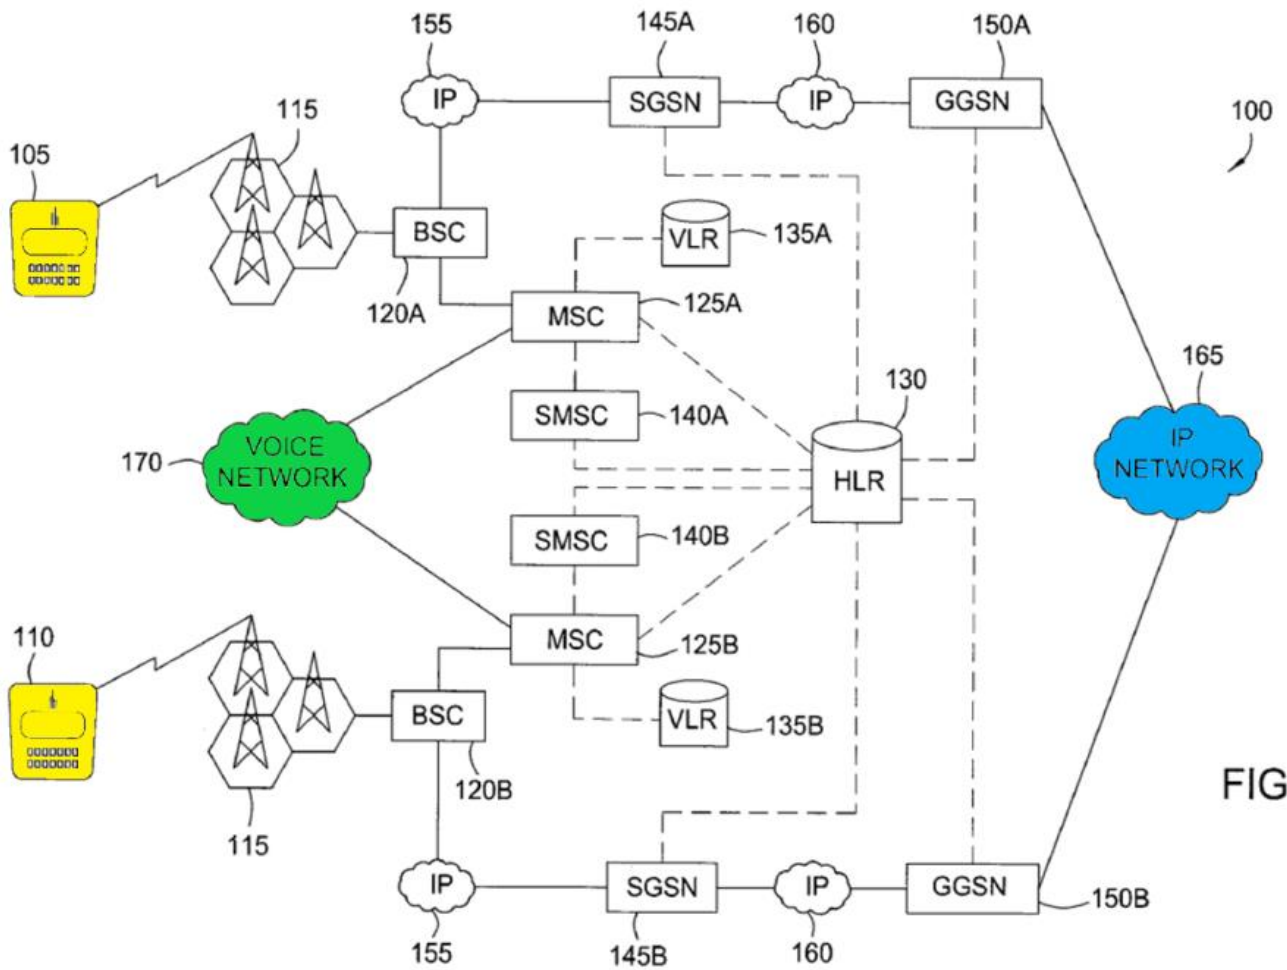 155
145A
160
150A
IP
SGSN
IP
GGSN
100
115
105
BSC
VLR
135A
120A
MSC
125A
165
130
SMSC
140A
VOICE
NETWORK
170
IP
NETWORK
HLR
SMSC
140B
110
MSC
125B
BSC
VLR
135B
120B
FIG
115
IP
SGSN
IP
GGSN
150B
155
145B
160